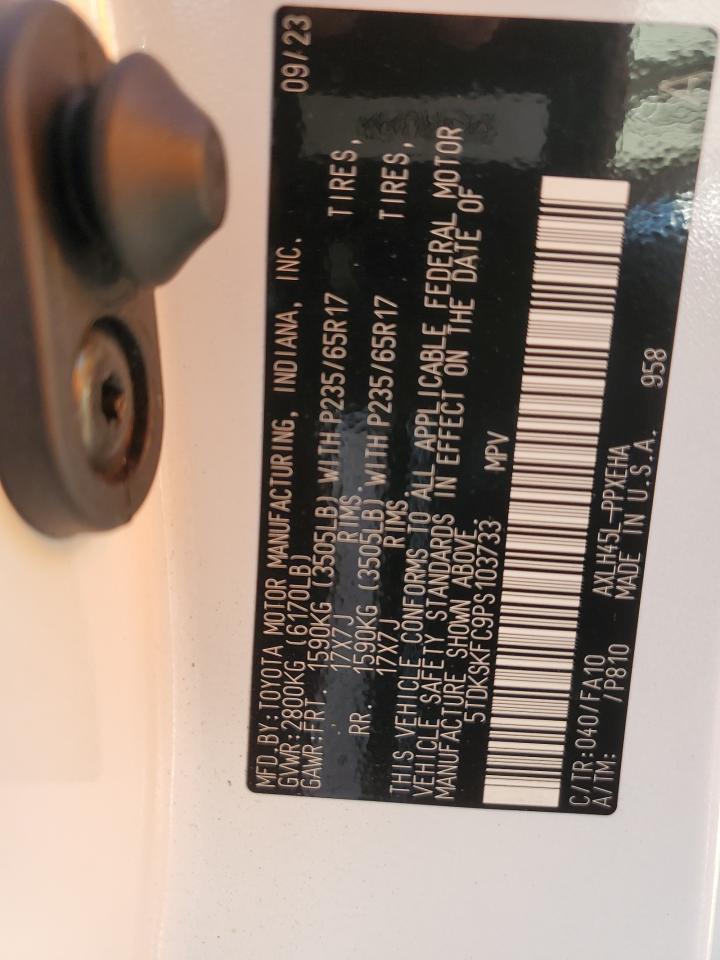 MFD.BY:TOYOTA MOTOR MANUFACTURING, INDIANA, INC. 09/23
GVWR:2800KG (6170LB)
GAWR:FRT. 1590KG (3505LB) WITH P235/65R17 TIRES,
17X7J RIMS.
RR. 1590KG (3505LB) WITH P235/65R17 TIRES,
17X7J RIMS.
THIS VEHICLE CONFORMS TO ALL APPLICABLE FEDERAL MOTOR
VEHICLE SAFETY STANDARDS IN EFFECT ON THE DATE OF
MANUFACTURE SHOWN ABOVE.
5TDKSKFC9PS103733 MPV
C/TR:040/FA10 AXLH45L-PPXEHA 958
A/TM: /P810 MADE IN U.S.A.